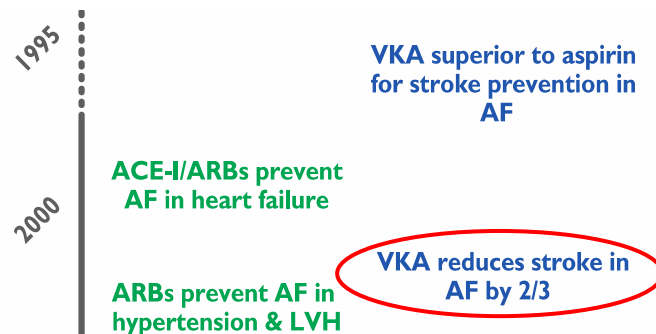 1995
VKA superior to aspirin
for stroke prevention in
AF
ACE-I/ARBs prevent
AF in heart failure
2000
VKA reduces stroke in
AF by 2/3
ARBs prevent AF in
hypertension & LVH